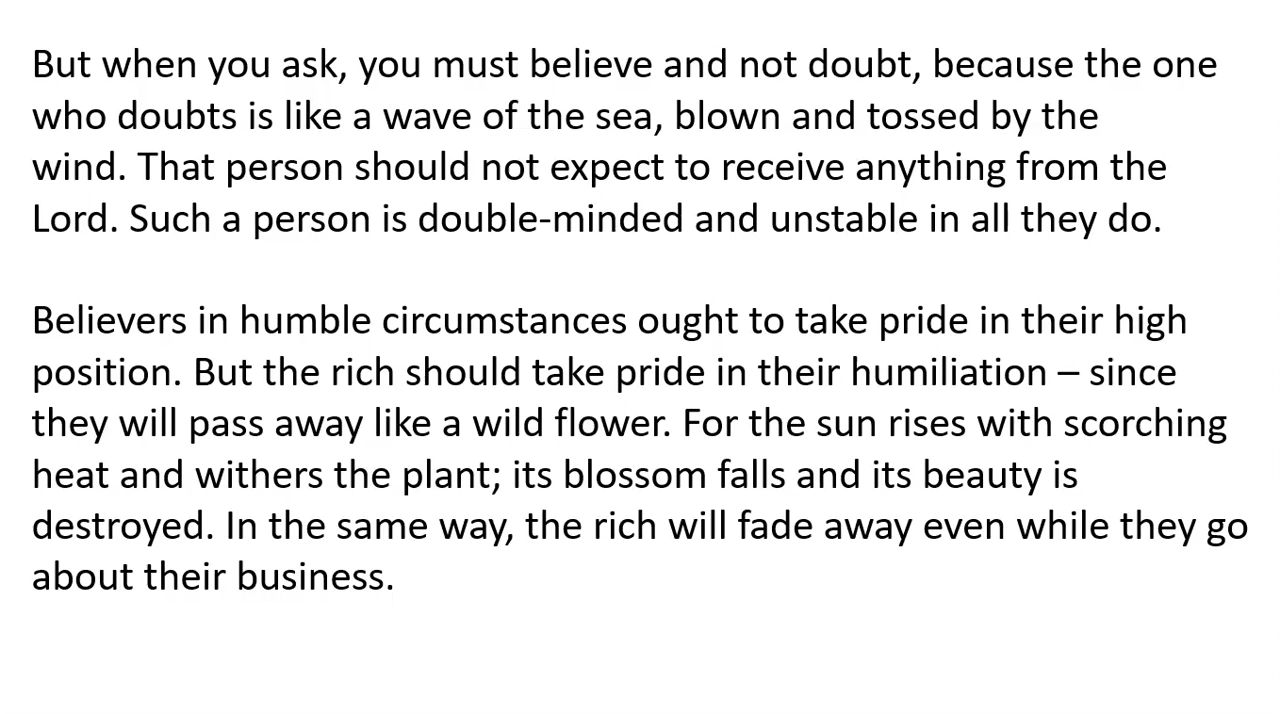 But when you ask, you must believe and not doubt, because the one
who doubts is like a wave of the sea, blown and tossed by the
wind. That person should not expect to receive anything from the
Lord. Such a person is double-minded and unstable in all they do.
Believers in humble circumstances ought to take pride in their high
position. But the rich should take pride in their humiliation – since
they will pass away like a wild flower. For the sun rises with scorching
heat and withers the plant; its blossom falls and its beauty is
destroyed. In the same way, the rich will fade away even while they go
about their business.